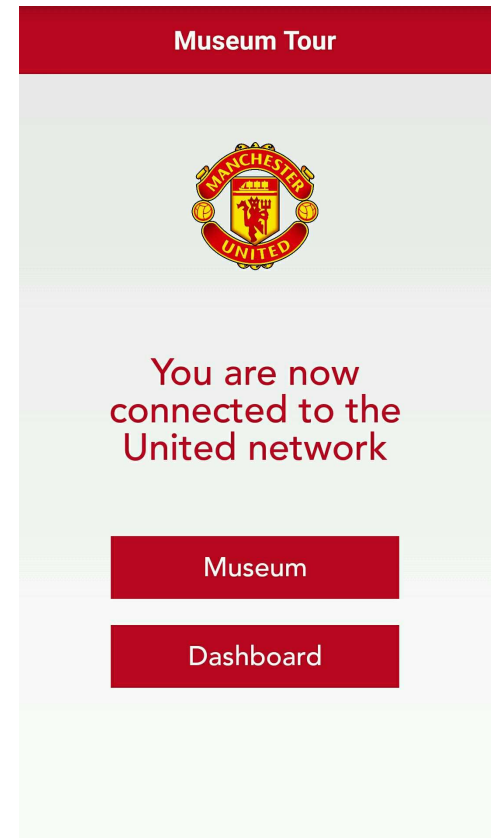 Museum Tour
MANCHESTER
UNITED
You are now
connected to the
United network
Museum
Dashboard